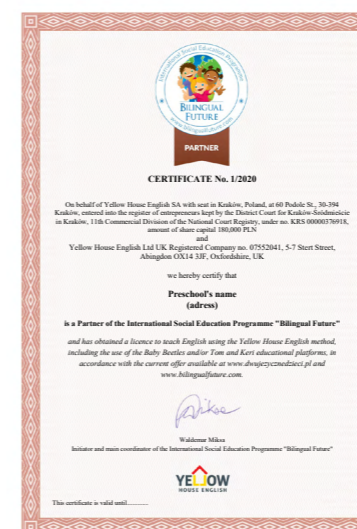 International Social Education Programme
BILINGUAL
FUTURE
www.bilingualfuture.com
PARTNER
CERTIFICATE No. 1/2020
On behalf of Yellow House English SA with seat in Kraków, Poland, at 60 Podole St., 30-394
Kraków, entered into the register of entrepreneurs kept by the District Court for Kraków-Śródmieście
in Kraków, 11th Commercial Division of the National Court Registry, under no. KRS 00000376918,
amount of share capital 180,000 PLN
and
Yellow House English Ltd UK Registered Company no. 07552041, 5-7 Stert Street,
Abingdon OX14 3JF, Oxfordshire, UK
we hereby certify that
Preschool's name
(adress)
is a Partner of the International Social Education Programme "Bilingual Future"
and has obtained a licence to teach English using the Yellow House English method,
including the use of the Baby Beetles and/or Tom and Keri educational platforms, in
accordance with the current offer available at www.dwujezycznedzieci.pl and
www.bilingualfuture.com.
Waldemar Miksa
Initiator and main coordinator of the International Social Education Programme "Bilingual Future"
YELLOW
HOUSE ENGLISH
This certificate is valid until............